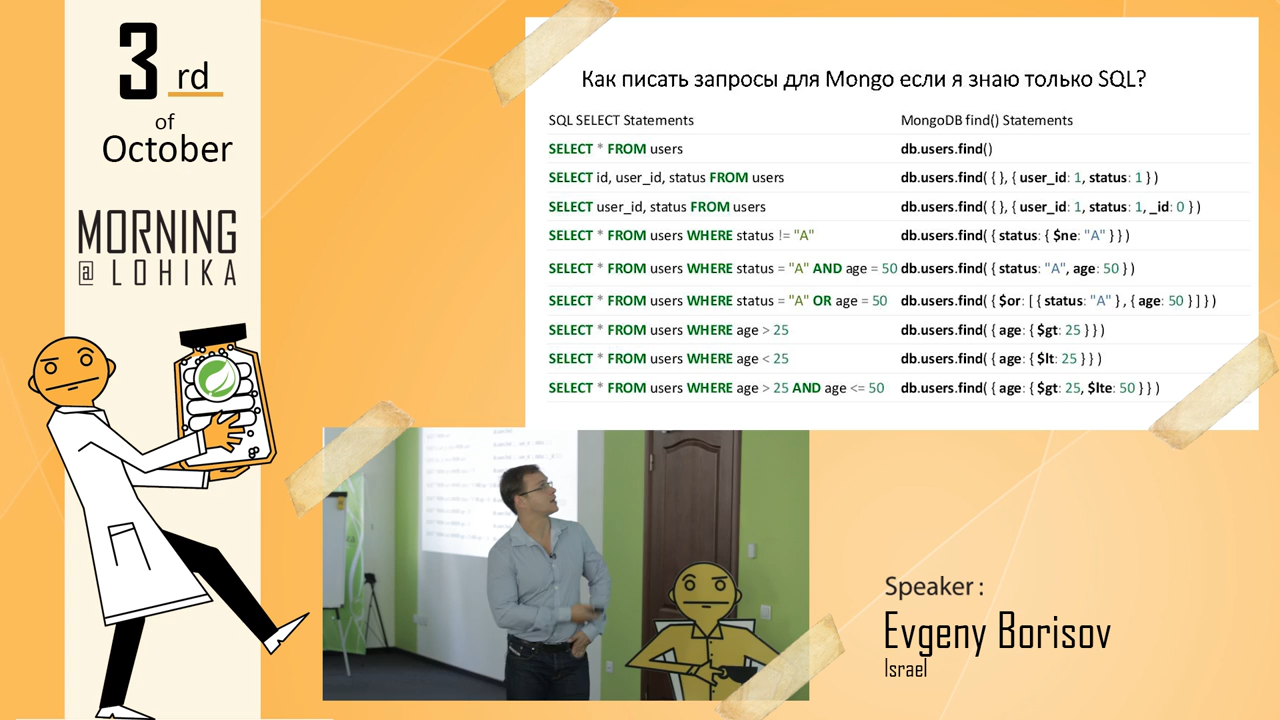 3 rd
of
October
MORNING
@ LOHIKA
Как писать запросы для Mongo если я знаю только SQL?
SQL SELECT Statements MongoDB find() Statements
SELECT * FROM users db.users.find()
SELECT id, user_id, status FROM users db.users.find( { }, { user_id: 1, status: 1 } )
SELECT user_id, status FROM users db.users.find( { }, { user_id: 1, status: 1, _id: 0 } )
SELECT * FROM users WHERE status != "A" db.users.find( { status: { $ne: "A" } } )
SELECT * FROM users WHERE status = "A" AND age = 50 db.users.find( { status: "A", age: 50 } )
SELECT * FROM users WHERE status = "A" OR age = 50 db.users.find( { $or: [ { status: "A" } , { age: 50 } ] } )
SELECT * FROM users WHERE age > 25 db.users.find( { age: { $gt: 25 } } )
SELECT * FROM users WHERE age < 25 db.users.find( { age: { $lt: 25 } } )
SELECT * FROM users WHERE age > 25 AND age <= 50 db.users.find( { age: { $gt: 25, $lte: 50 } } )
Speaker :
Evgeny Borisov
Israel